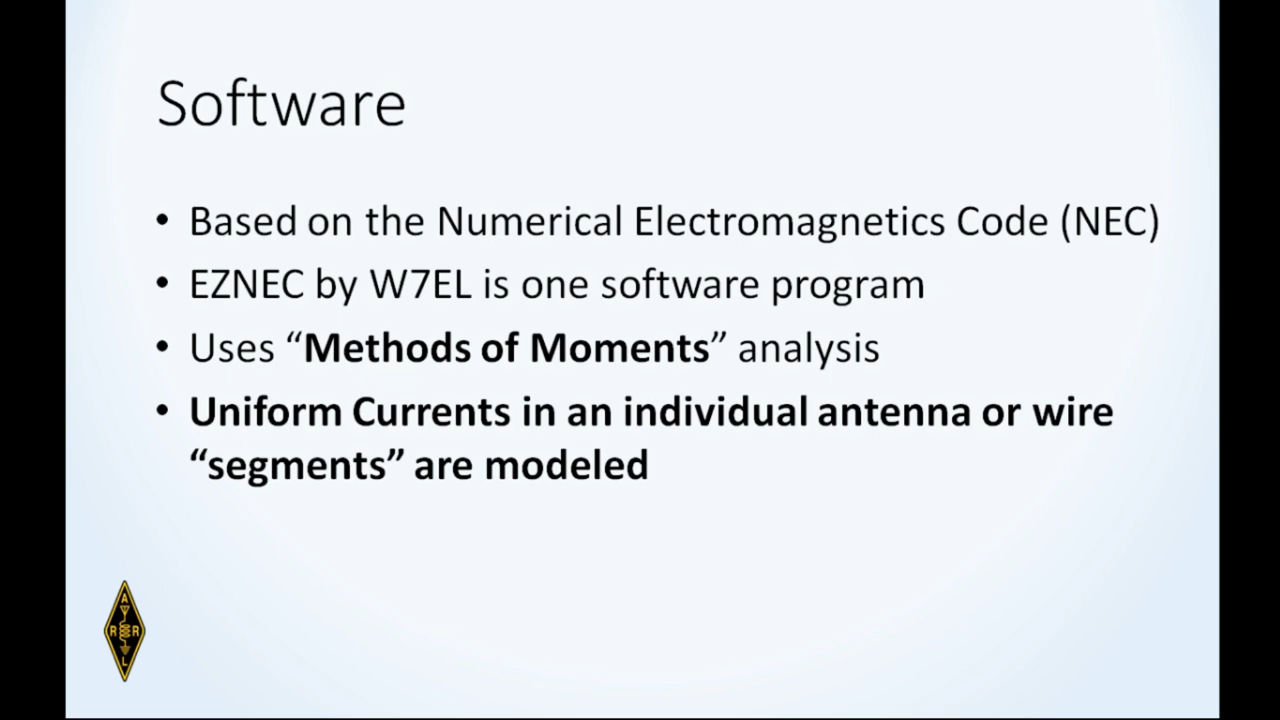 Software
• Based on the Numerical Electromagnetics Code (NEC)
• EZNEC by W7EL is one software program
• Uses “Methods of Moments” analysis
• Uniform Currents in an individual antenna or wire
“segments” are modeled
A
R R
L